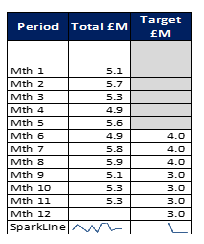 Period Total £M Target £M
Mth 1 5.1
Mth 2 5.7
Mth 3 5.3
Mth 4 4.9
Mth 5 5.6
Mth 6 4.9 4.0
Mth 7 5.8 4.0
Mth 8 5.9 4.0
Mth 9 5.1 3.0
Mth 10 5.3 3.0
Mth 11 5.3 3.0
Mth 12 3.0
SparkLine